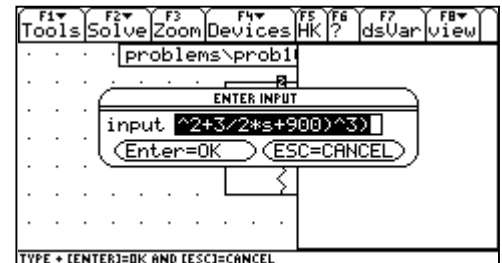 F1 F2 F3 F4 F5 F6 F7 F8
Tools Solve Zoom Devices HK ? dsVar view
problems\prob1
ENTER INPUT
input ^2+3/2*s+900)^3)
Enter=OK ESC=CANCEL
TYPE + [ENTER]=OK AND [ESC]=CANCEL